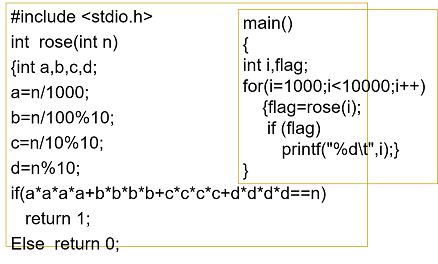 #include <stdio.h>
int  rose(int n)
{int a,b,c,d;
a=n/1000;
b=n/100%10;
c=n/10%10;
d=n%10;
if(a*a*a*a+b*b*b*b+c*c*c*c+d*d*d*d==n)
   return 1;
Else  return 0;
main()
{
int i,flag;
for(i=1000;i<10000;i++)
   {flag=rose(i);
    if (flag)
       printf("%d\t",i);}
}